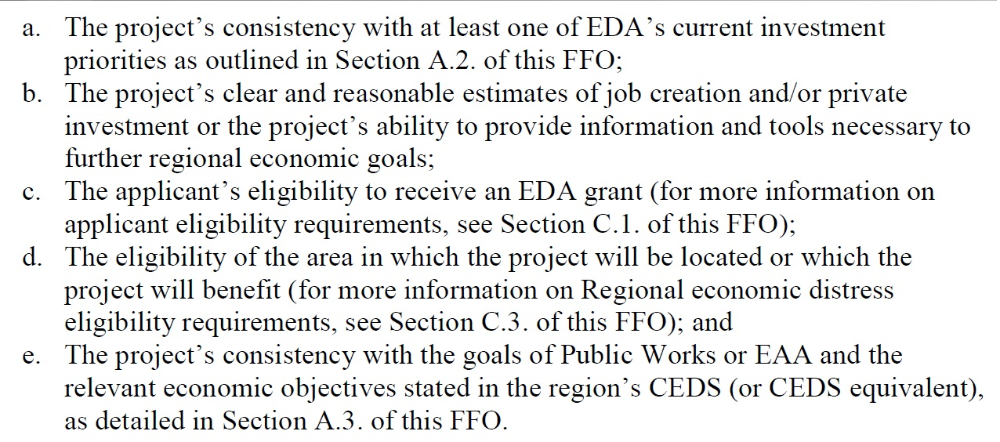 a. The project’s consistency with at least one of EDA’s current investment
priorities as outlined in Section A.2. of this FFO;
b. The project’s clear and reasonable estimates of job creation and/or private
investment or the project’s ability to provide information and tools necessary to
further regional economic goals;
c. The applicant’s eligibility to receive an EDA grant (for more information on
applicant eligibility requirements, see Section C.1. of this FFO);
d. The eligibility of the area in which the project will be located or which the
project will benefit (for more information on Regional economic distress
eligibility requirements, see Section C.3. of this FFO); and
e. The project’s consistency with the goals of Public Works or EAA and the
relevant economic objectives stated in the region’s CEDS (or CEDS equivalent),
as detailed in Section A.3. of this FFO.